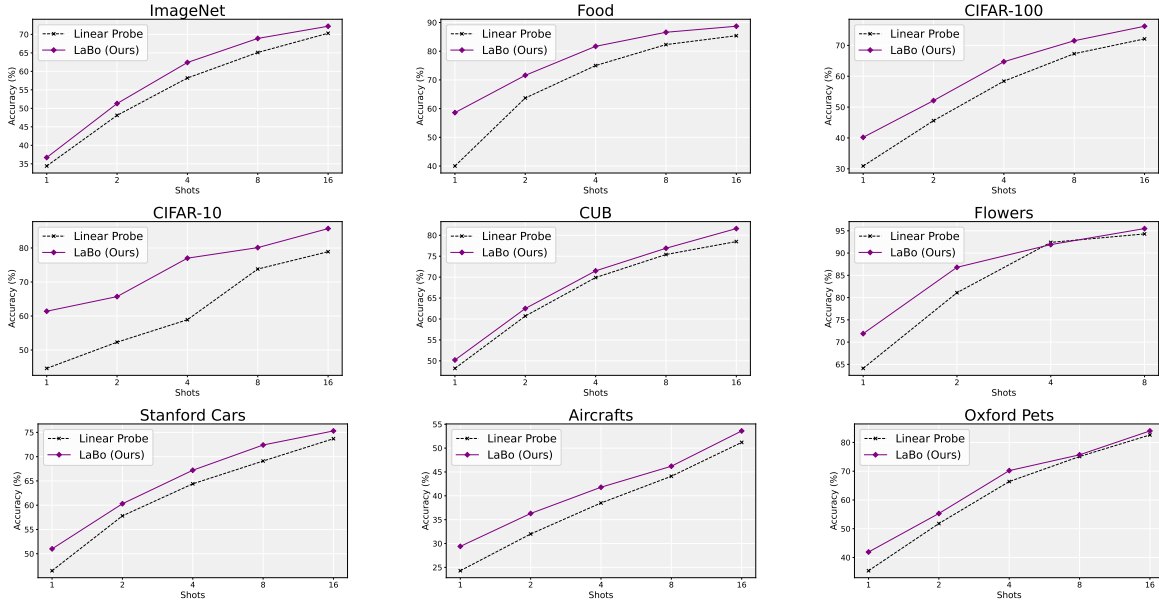 ImageNet
Accuracy (%)
70
65
60
55
50
45
40
35
Linear Probe
LaBo (Ours)
1 2 4 8 16
Shots
Food
Accuracy (%)
90
80
70
60
50
40
Linear Probe
LaBo (Ours)
1 2 4 8 16
Shots
CIFAR-100
Accuracy (%)
70
60
50
40
30
Linear Probe
LaBo (Ours)
1 2 4 8 16
Shots
CIFAR-10
Accuracy (%)
80
70
60
50
Linear Probe
LaBo (Ours)
1 2 4 8 16
Shots
CUB
Accuracy (%)
80
75
70
65
60
55
50
Linear Probe
LaBo (Ours)
1 2 4 8 16
Shots
Flowers
Accuracy (%)
95
90
85
80
75
70
65
Linear Probe
LaBo (Ours)
1 2 4 8
Shots
Stanford Cars
Accuracy (%)
75
70
65
60
55
50
Linear Probe
LaBo (Ours)
1 2 4 8 16
Shots
Aircrafts
Accuracy (%)
55
50
45
40
35
30
25
Linear Probe
LaBo (Ours)
1 2 4 8 16
Shots
Oxford Pets
Accuracy (%)
80
70
60
50
40
Linear Probe
LaBo (Ours)
1 2 4 8 16
Shots